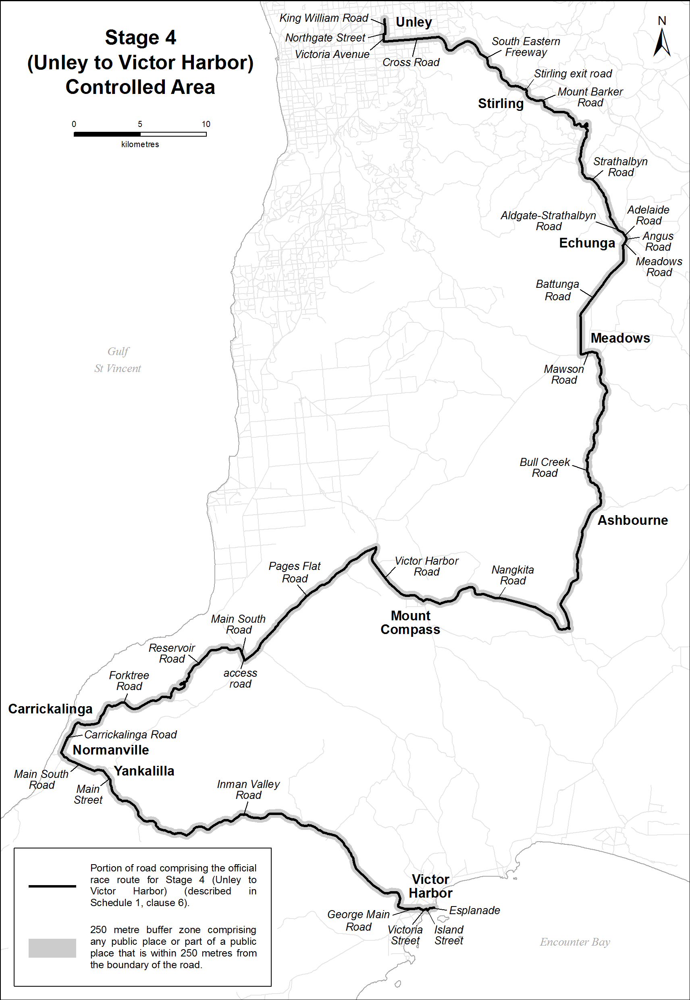 Stage 4
(Unley to Victor Harbor)
Controlled Area
0 5 10
kilometres
N
King William Road
Unley
Northgate Street
Victoria Avenue
Cross Road
South Eastern
Freeway
Stirling exit road
Mount Barker
Road
Stirling
Strathalbyn
Road
Aldgate-Strathalbyn
Road
Adelaide
Road
Echunga
Angus
Road
Meadows
Road
Battunga
Road
Meadows
Mawson
Road
Gulf
St Vincent
Bull Creek
Road
Ashbourne
Victor Harbor
Road
Nangkita
Road
Pages Flat
Road
Mount
Compass
Main South
Road
Reservoir
Road
access
road
Forktree
Road
Carrickalinga
Carrickalinga Road
Normanville
Yankalilla
Main South
Road
Main
Street
Inman Valley
Road
Victor
Harbor
George Main
Road
Victoria
Street
Island
Street
Esplanade
Encounter Bay
Portion of road comprising the official
race route for Stage 4 (Unley to
Victor Harbor) (described in
Schedule 1, clause 6).
250 metre buffer zone comprising
any public place or part of a public
place that is within 250 metres from
the boundary of the road.